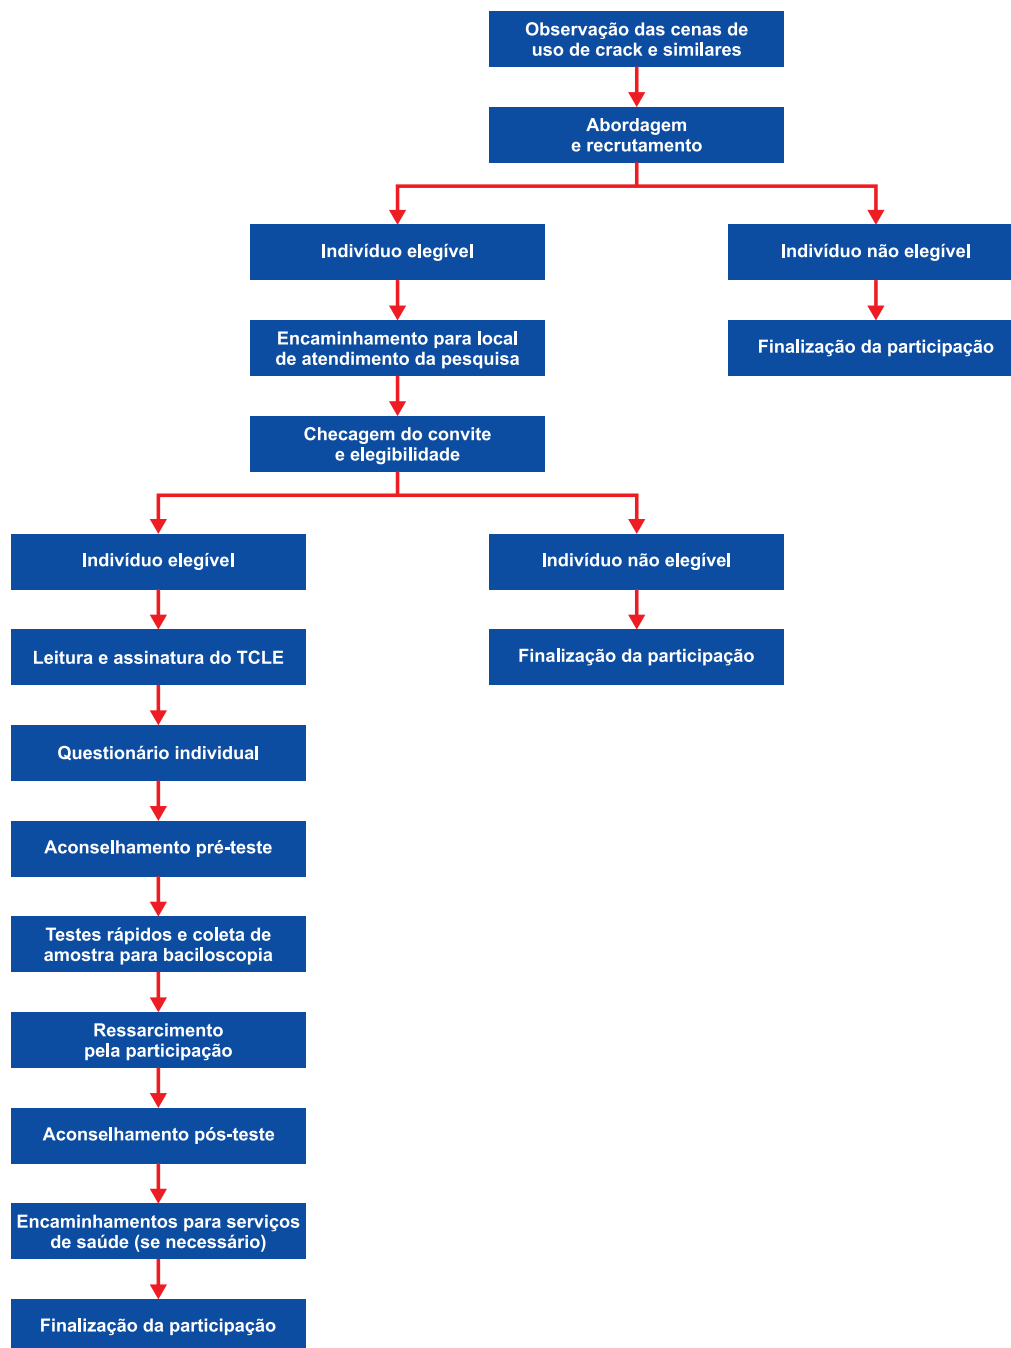 Observação das cenas de
uso de crack e similares
Abordagem
e recrutamento
Indivíduo elegível
Indivíduo não elegível
Encaminhamento para local
de atendimento da pesquisa
Finalização da participação
Checagem do convite
e elegibilidade
Indivíduo elegível
Indivíduo não elegível
Leitura e assinatura do TCLE
Finalização da participação
Questionário individual
Aconselhamento pré-teste
Testes rápidos e coleta de
amostra para baciloscopia
Ressarcimento
pela participação
Aconselhamento pós-teste
Encaminhamentos para serviços
de saúde (se necessário)
Finalização da participação